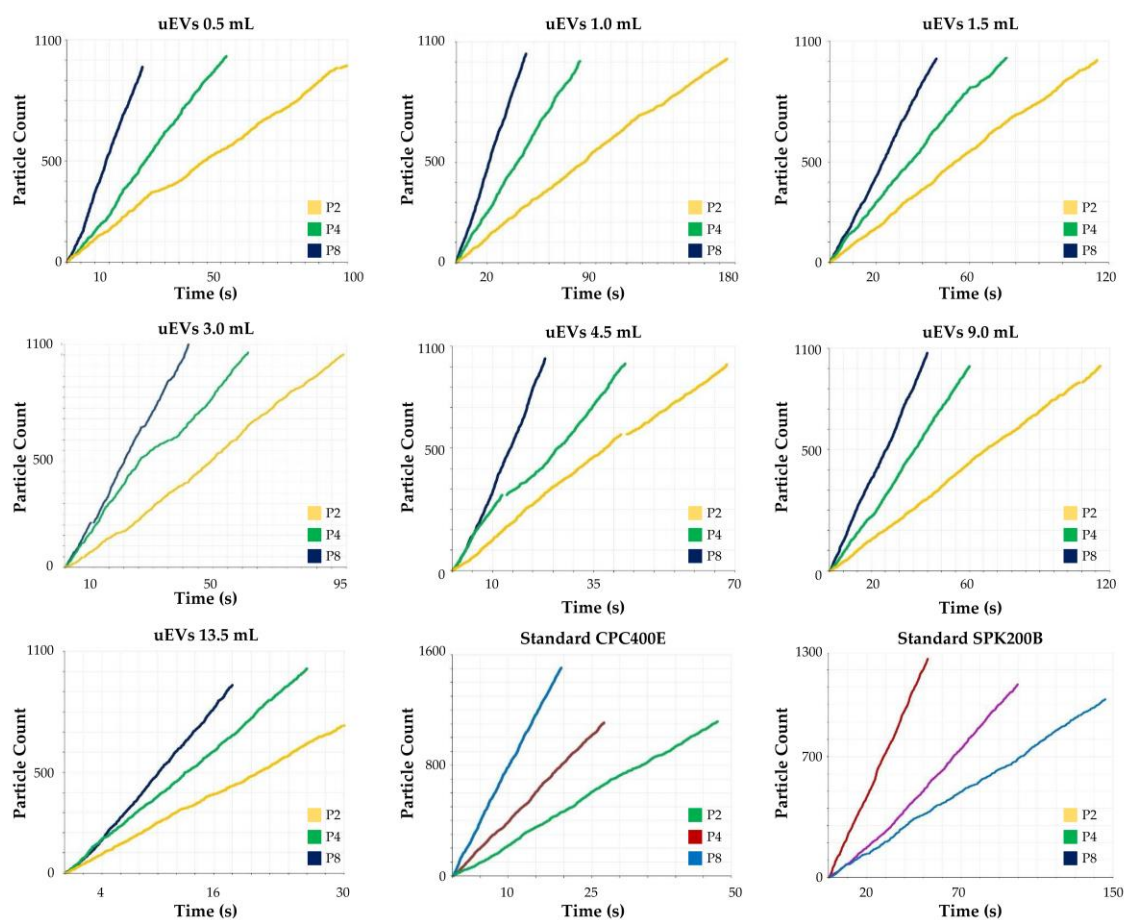 uEVs 0.5 mL
1100
500
0
Particle Count
P2
P4
P8
10 50 100
Time (s)
uEVs 1.0 mL
1100
500
0
Particle Count
P2
P4
P8
20 90 180
Time (s)
uEVs 1.5 mL
1100
500
0
Particle Count
P2
P4
P8
20 60 120
Time (s)
uEVs 3.0 mL
1100
500
0
Particle Count
P2
P4
P8
10 50 95
Time (s)
uEVs 4.5 mL
1100
500
0
Particle Count
P2
P4
P8
10 35 70
Time (s)
uEVs 9.0 mL
1100
500
0
Particle Count
P2
P4
P8
20 60 120
Time (s)
uEVs 13.5 mL
1100
500
0
Particle Count
P2
P4
P8
4 16 30
Time (s)
Standard CPC400E
1600
800
0
Particle Count
P2
P4
P8
10 25 50
Time (s)
Standard SPK200B
1300
700
0
Particle Count
P2
P4
P8
20 70 150
Time (s)